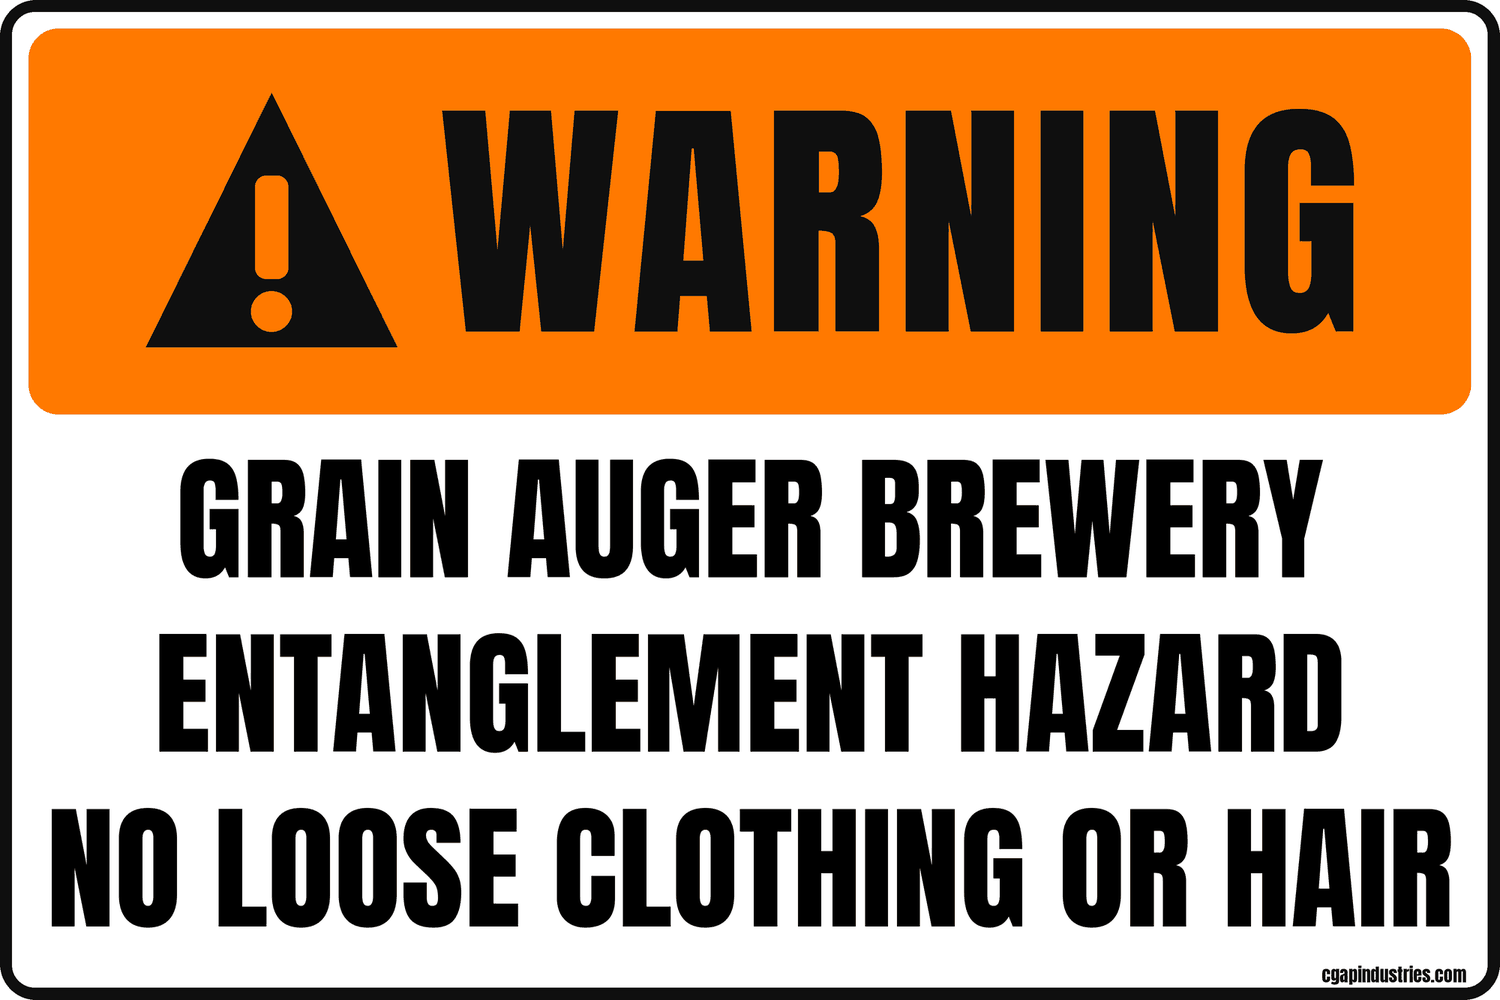 WARNING
GRAIN AUGER BREWERY
ENTANGLEMENT HAZARD
NO LOOSE CLOTHING OR HAIR
cgapindustries.com